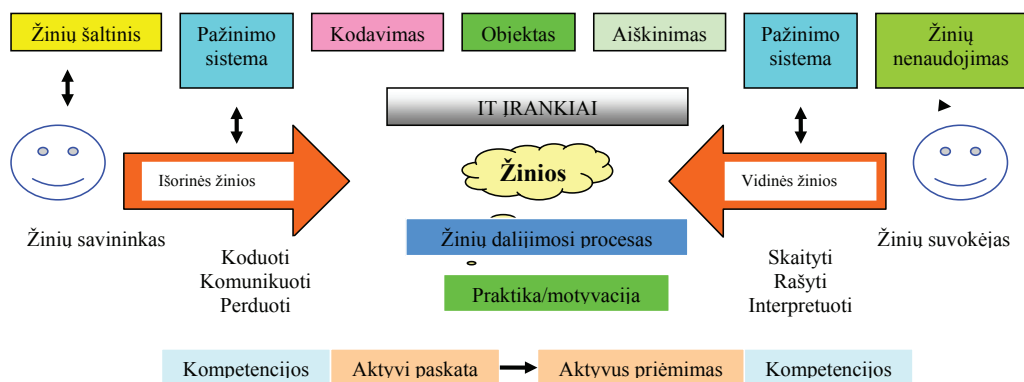 Žinių šaltinis
Pažinimo
sistema
Kodavimas
Objektas
Aiškinimas
Pažinimo
sistema
Žinių
nenaudojimas
IT ĮRANKIAI
Išorinės žinios
Žinios
Vidinės žinios
Žinių savininkas
Žinių dalijimosi procesas
Žinių suvokėjas
Koduoti
Komunikuoti
Perduoti
Skaityti
Rašyti
Interpretuoti
Praktika/motyvacija
Kompetencijos
Aktyvi paskata
Aktyvus priėmimas
Kompetencijos